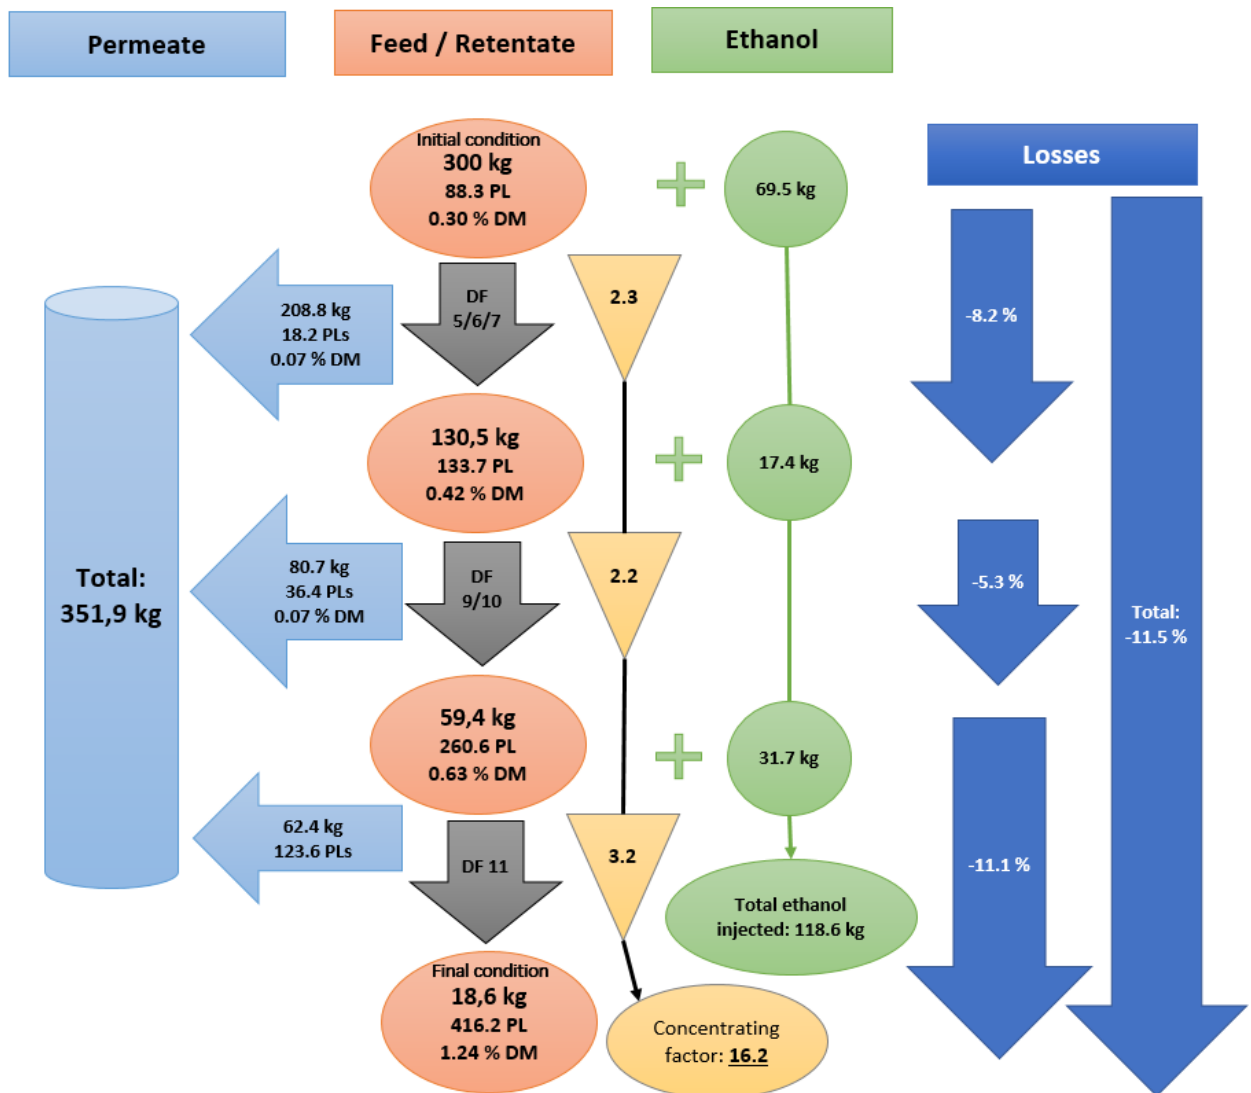 Permeate
Feed / Retentate
Ethanol
Losses
Initial condition
300 kg
88.3 PL
0.30 % DM
69.5 kg
208.8 kg
18.2 PLs
0.07 % DM
DF
5/6/7
2.3
-8.2 %
130,5 kg
133.7 PL
0.42 % DM
17.4 kg
Total:
351,9 kg
80.7 kg
36.4 PLs
0.07 % DM
DF
9/10
2.2
-5.3 %
Total:
-11.5 %
59,4 kg
260.6 PL
0.63 % DM
31.7 kg
62.4 kg
123.6 PLs
DF 11
3.2
-11.1 %
Total ethanol
injected: 118.6 kg
Final condition
18,6 kg
416.2 PL
1.24 % DM
Concentrating
factor: 16.2